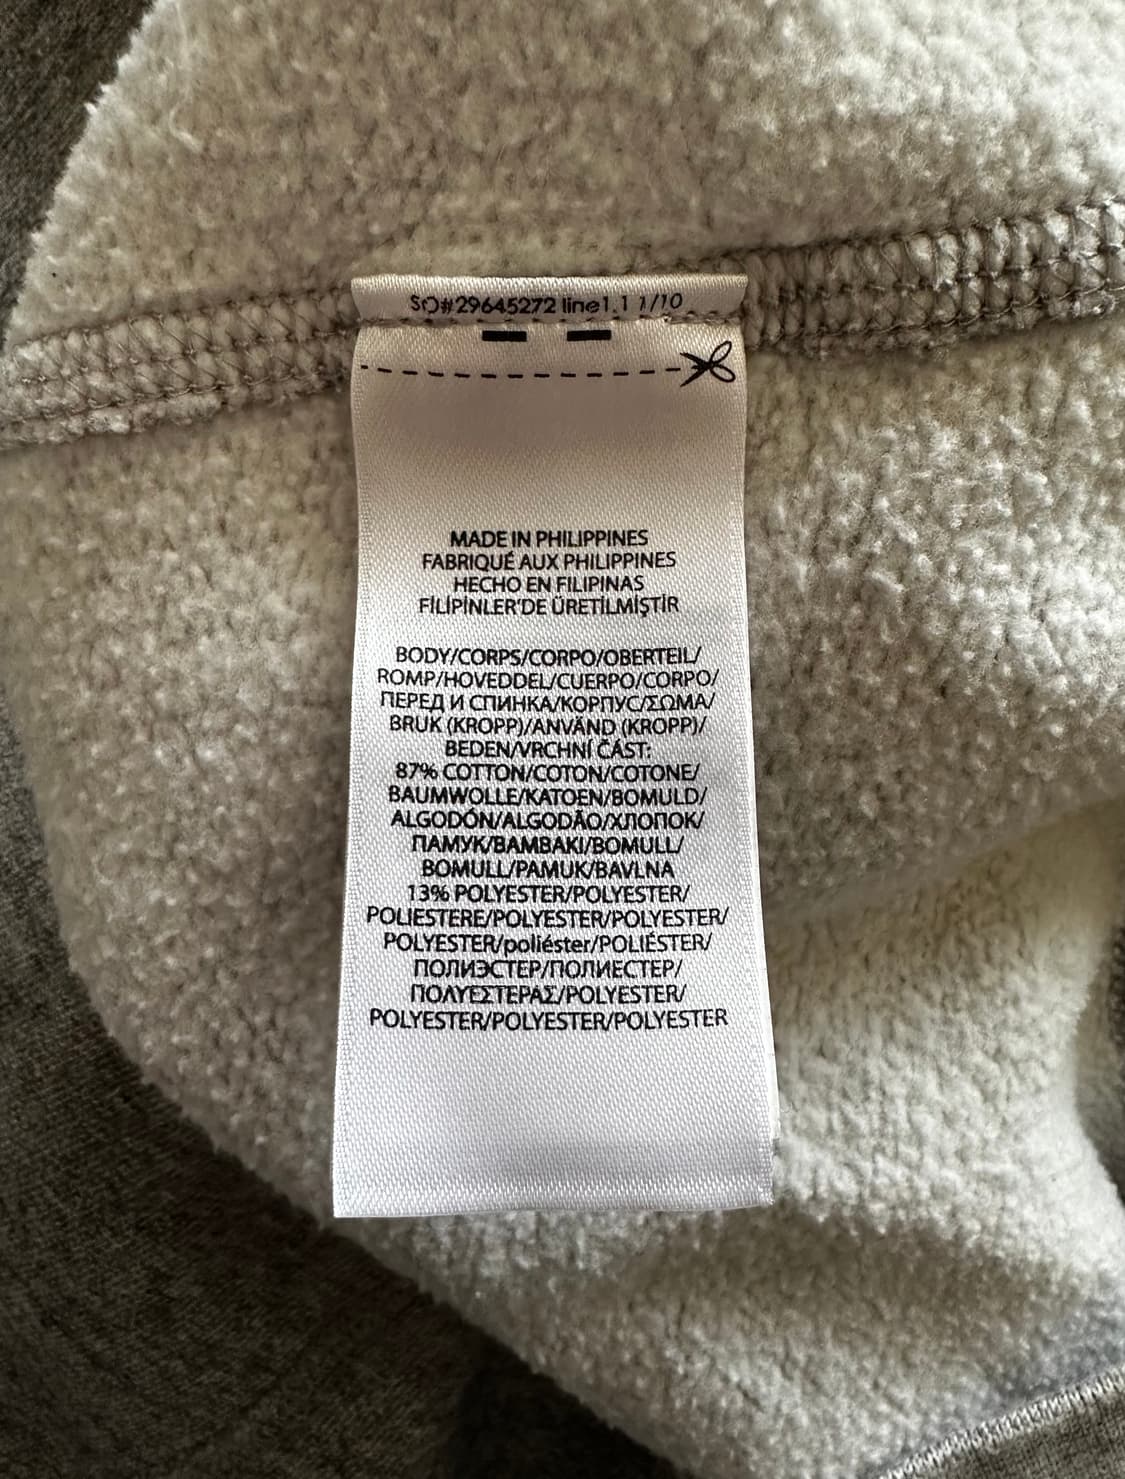 SO#29645272 line1.1 1/10
MADE IN PHILIPPINES
FABRIQUÉ AUX PHILIPPINES
HECHO EN FILIPINAS
FİLİPİNLER'DE ÜRETİLMİŞTİR
BODY/CORPS/CORPO/OBERTEIL/
ROMP/HOVEDDEL/CUERPO/CORPO/
ПЕРЕД И СПИНКА/КОРПУС/ΣΩΜΑ/
BRUK (KROPP)/ANVÄND (KROPP)/
BEDEN/VRCHNÍ ČÁST:
87% COTTON/COTON/COTONE/
BAUMWOLLE/KATOEN/BOMULD/
ALGODÓN/ALGODÃO/ХЛОПОК/
ПАМУК/ΒΑΜΒΑΚΙ/BOMULL/
BOMULL/PAMUK/BAVLNA
13% POLYESTER/POLYESTER/
POLIESTERE/POLYESTER/POLYESTER/
POLYESTER/poliéster/POLIÉSTER/
ПОЛИЭСТЕР/ПОЛИЕСТЕР/
ΠΟΛΥΕΣΤΕΡΑΣ/POLYESTER/
POLYESTER/POLYESTER/POLYESTER